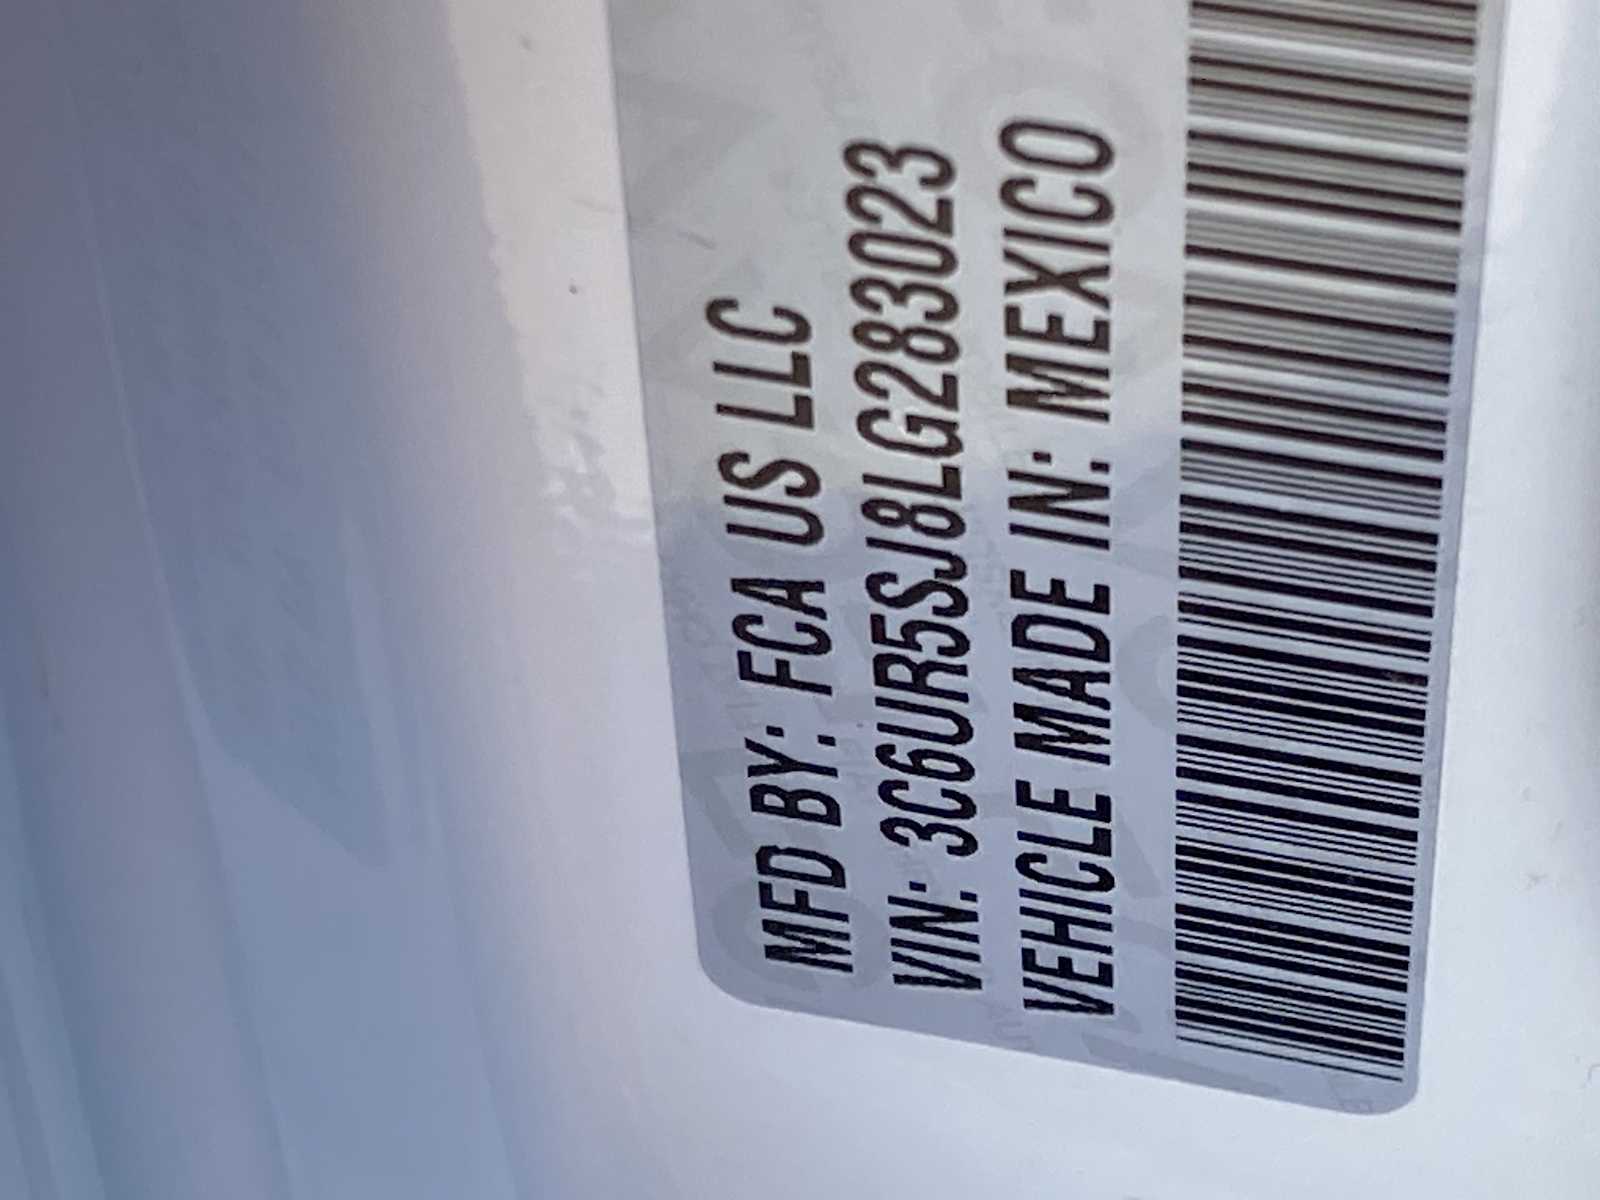 MFD BY: FCA US LLC
VIN: 3C6UR5SJ8LG283023
VEHICLE MADE IN: MEXICO